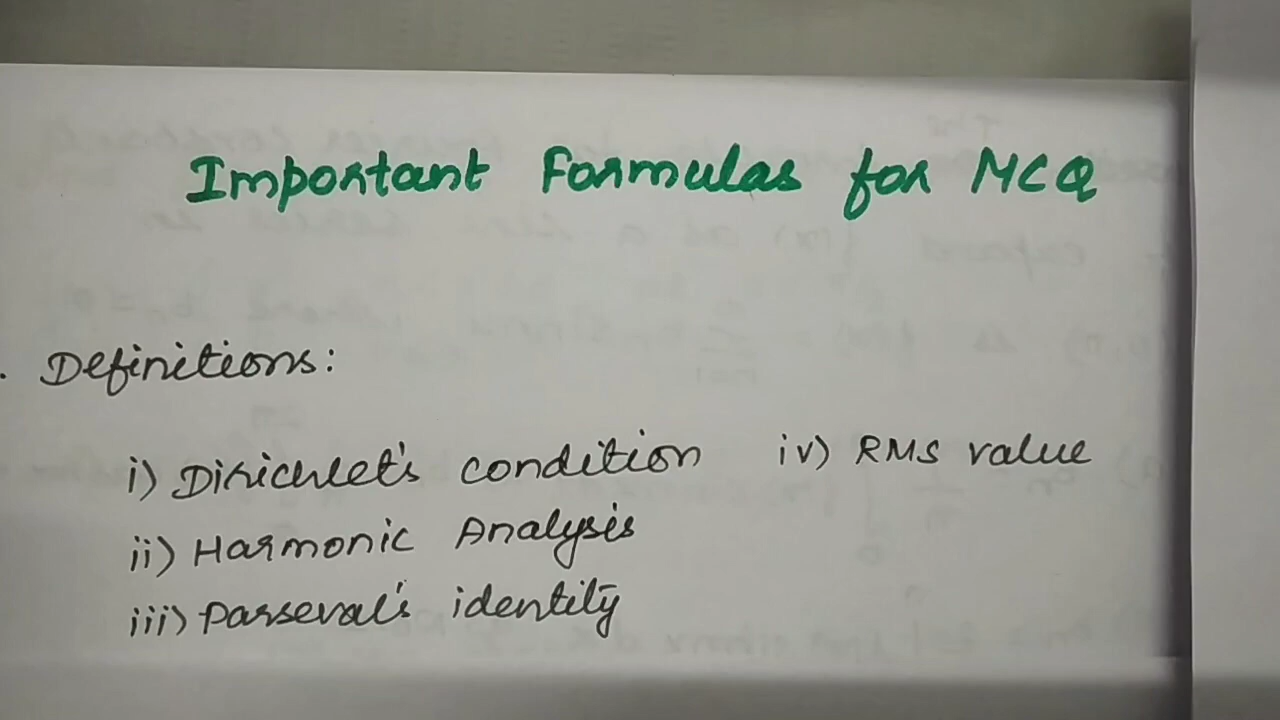 Important Formulas for MCQ
. Definitions:
i) Dirichlet's condition iv) RMS value
ii) Harmonic Analysis
iii) Parseval's identity